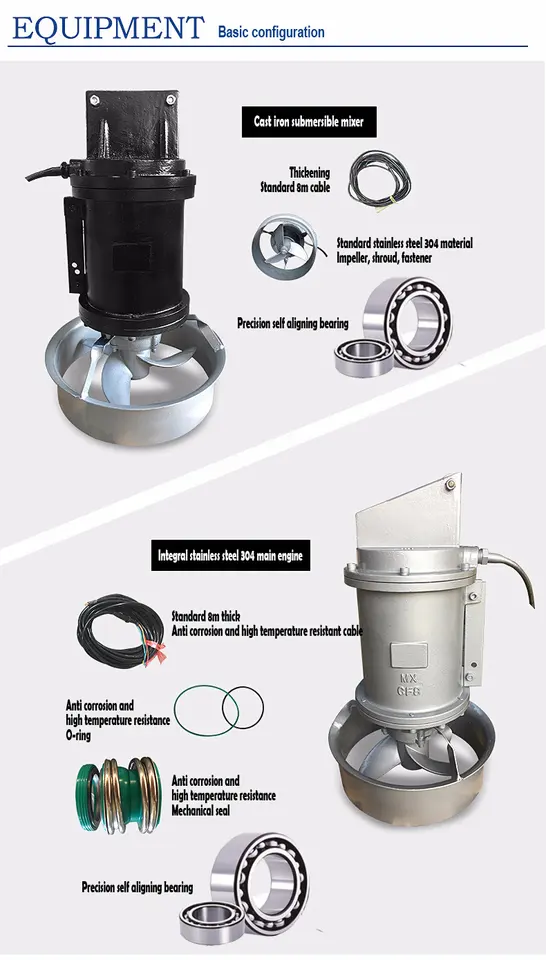 EQUIPMENT Basic configuration
Cast iron submersible mixer
Thickening
Standard 8m cable
Standard stainless steel 304 material
Impeller, shroud, fastener
Precision self aligning bearing
Integral stainless steel 304 main engine
Standard 8m thick
Anti corrosion and high temperature resistant cable
MX
CF8
Anti corrosion and
high temperature resistance
O-ring
Anti corrosion and
high temperature resistance
Mechanical seal
Precision self aligning bearing